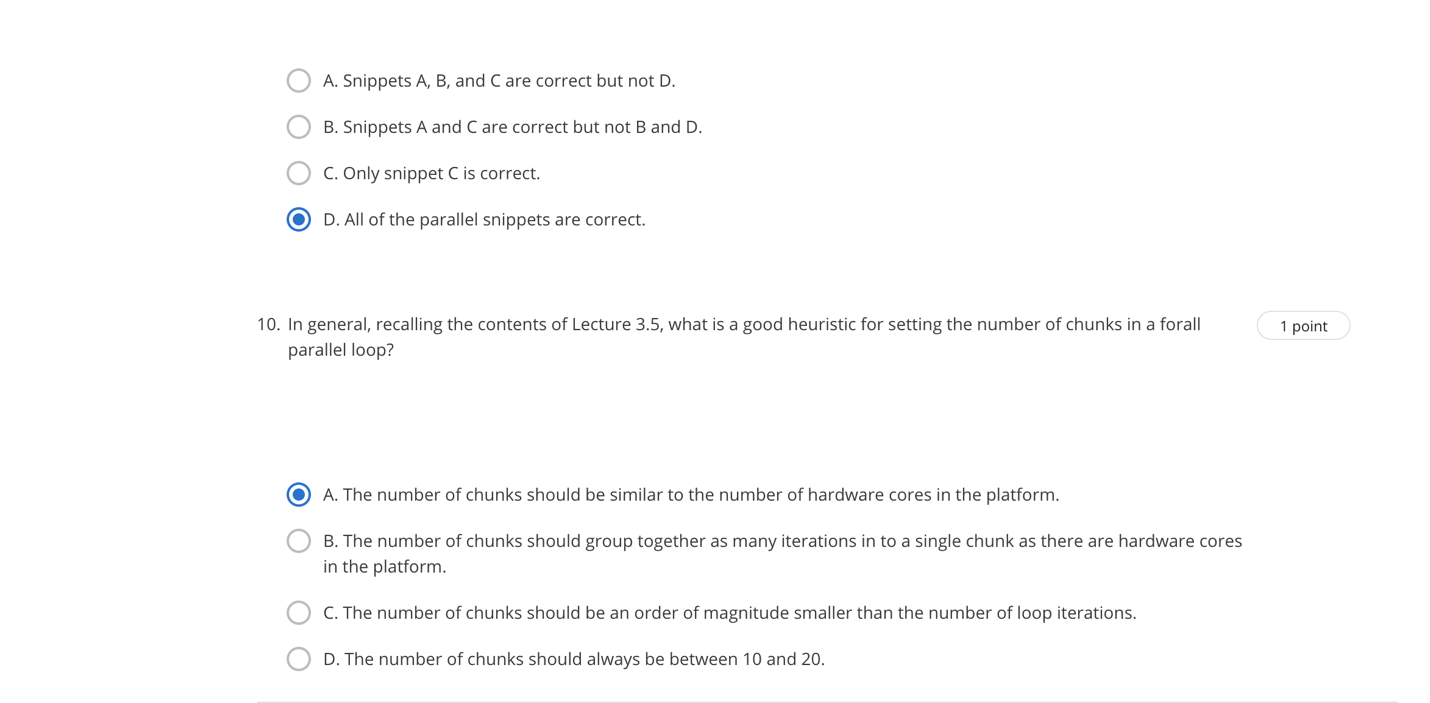 A. Snippets A, B, and C are correct but not D.
B. Snippets A and C are correct but not B and D.
C. Only snippet C is correct.
D. All of the parallel snippets are correct.
10. In general, recalling the contents of Lecture 3.5, what is a good heuristic for setting the number of chunks in a forall
1 point
parallel loop?
A. The number of chunks should be similar to the number of hardware cores in the platform.
B. The number of chunks should group together as many iterations in to a single chunk as there are hardware cores
in the platform.
C. The number of chunks should be an order of magnitude smaller than the number of loop iterations.
D. The number of chunks should always be between 10 and 20.